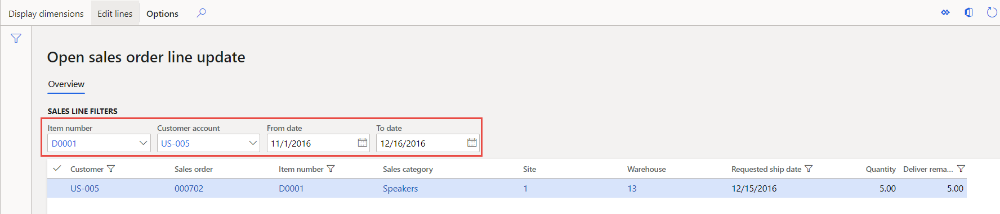 Display dimensions Edit lines Options
Open sales order line update
Overview
SALES LINE FILTERS
Item number Customer account From date To date
D0001 US-005 11/1/2016 12/16/2016
Customer Sales order Item number Sales category Site Warehouse Requested ship date Quantity Deliver rema...
US-005 000702 D0001 Speakers 1 13 12/15/2016 5.00 5.00